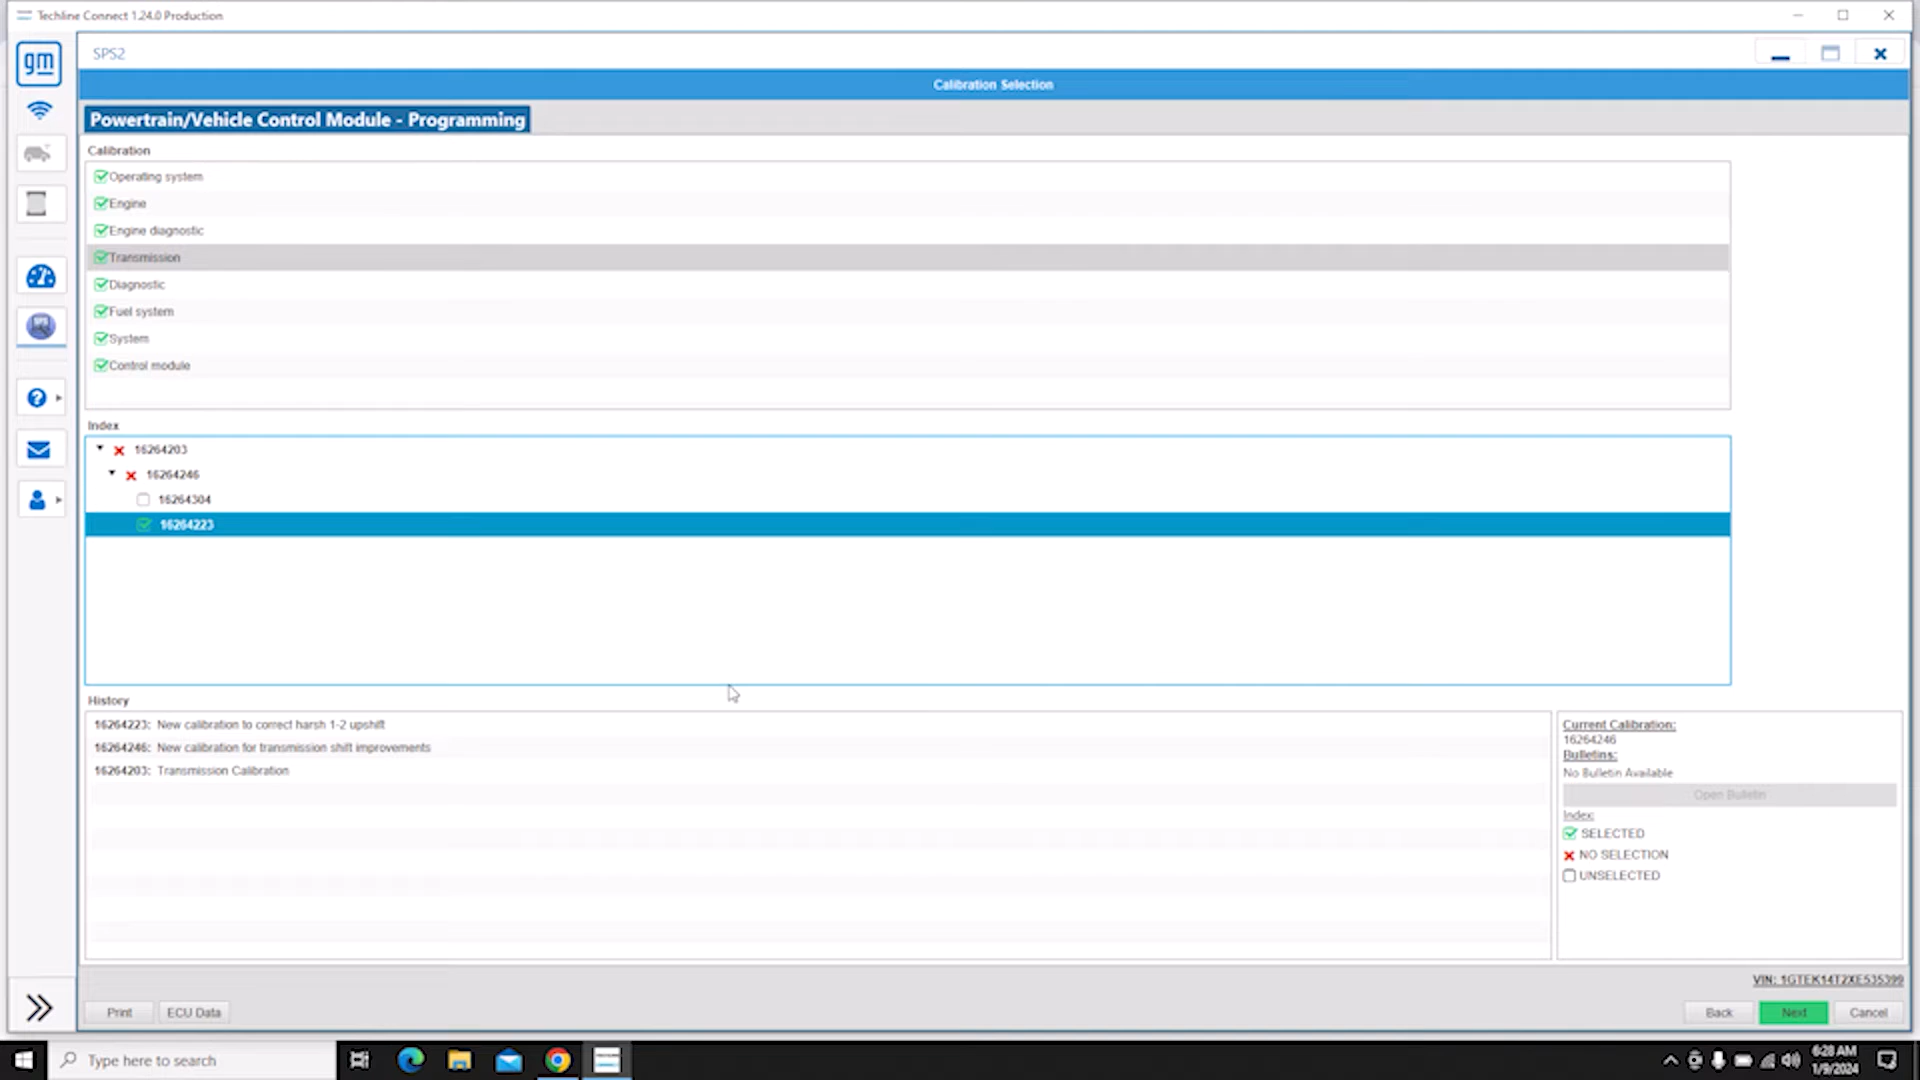 Techline Connect 1.24.0 Production
gm
SPS2
Calibration Selection
Powertrain/Vehicle Control Module - Programming
Calibration
Operating system
Engine
Engine diagnostic
Transmission
Diagnostic
Fuel system
System
Control module
Index
16264203
16264246
16264304
16264223
History
16264223: New calibration to correct harsh 1-2 upshift
16264246: New calibration for transmission shift improvements
16264203: Transmission Calibration
Current Calibration:
16264246
Bulletins:
No Bulletin Available
Open Bulletin
Index:
SELECTED
NO SELECTION
UNSELECTED
VIN: 1GTEK14T2XE535399
Print
ECU Data
Back
Next
Cancel
Type here to search
6:28 AM
1/9/2024